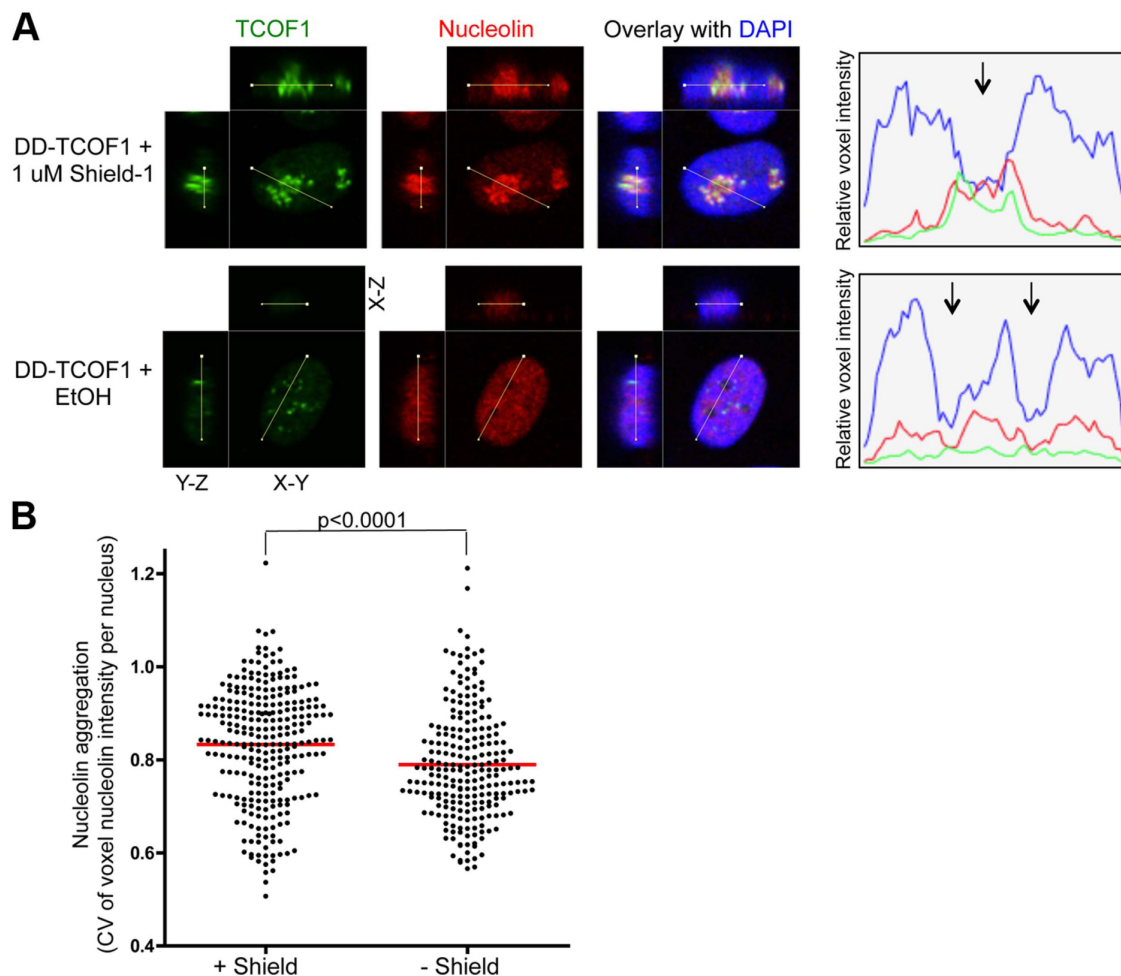 A
TCOF1
Nucleolin
Overlay with DAPI
DD-TCOF1 +
1 uM Shield-1
Relative voxel intensity
X-Z
DD-TCOF1 +
EtOH
Relative voxel intensity
Y-Z
X-Y
B
p<0.0001
Nucleolin aggregation
(CV of voxel nucleolin intensity per nucleus)
1.2
1.0
0.8
0.6
0.4
+ Shield
- Shield